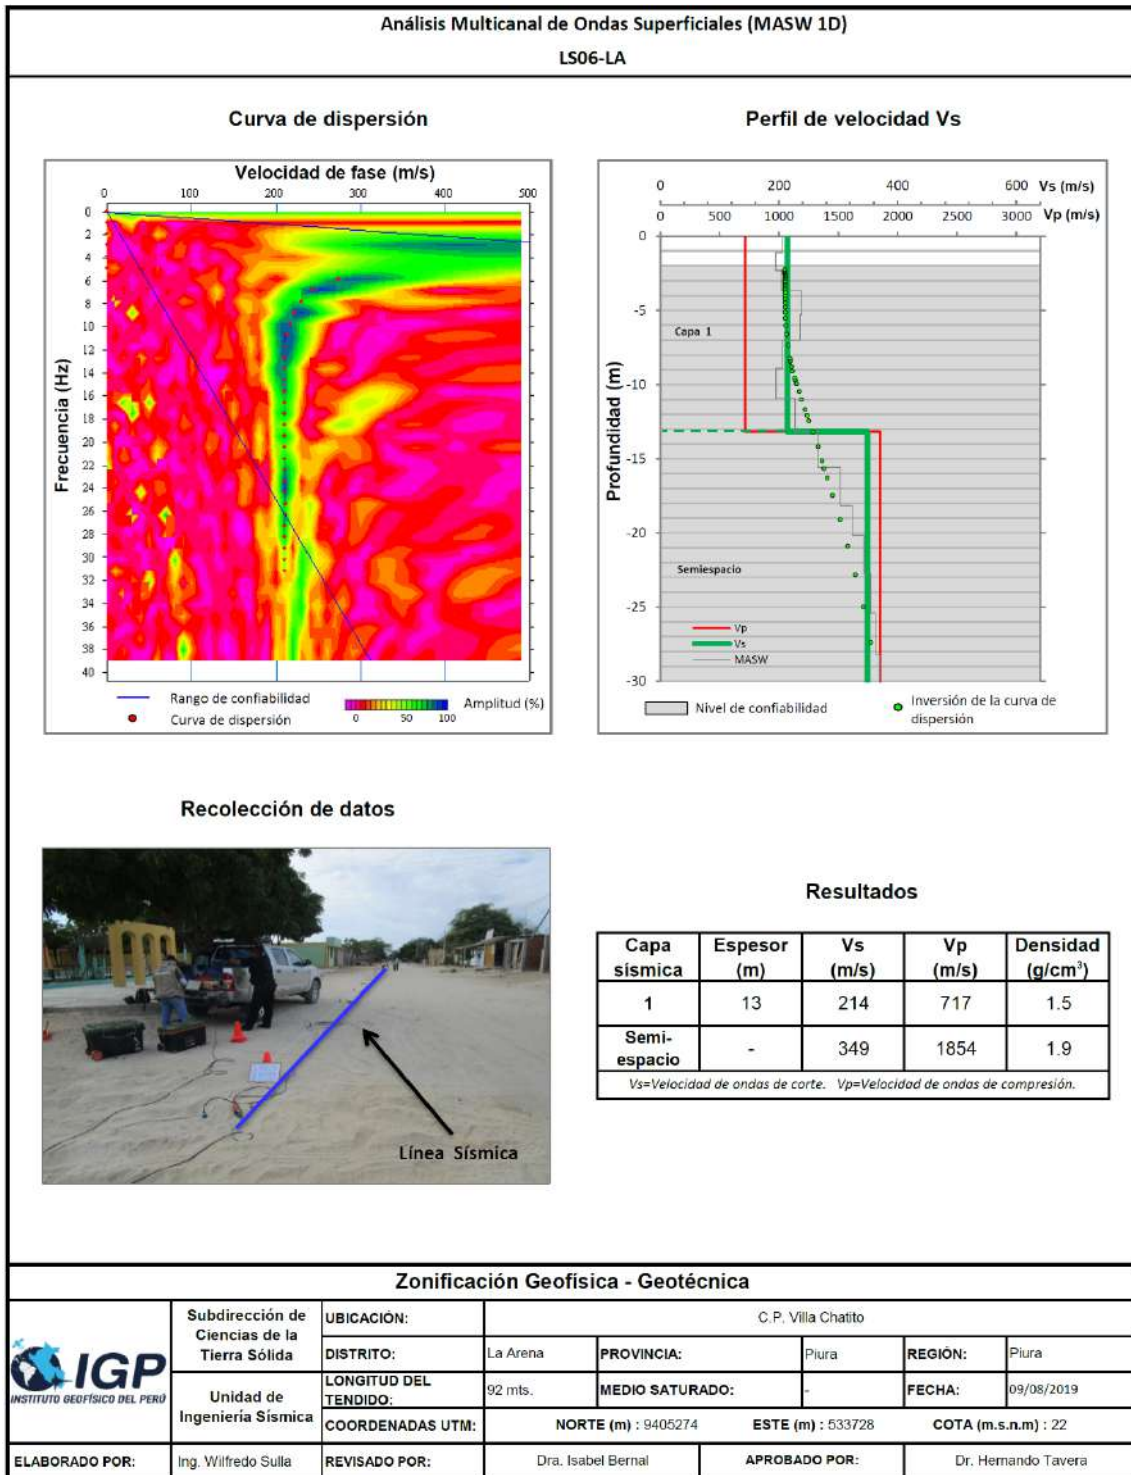 Análisis Multicanal de Ondas Superficiales (MASW 1D)
LS06-LA
Curva de dispersión
Velocidad de fase (m/s)
0 100 200 300 400 500
0
2
4
6
8
10
12
14
16
18
20
22
24
26
28
30
32
34
36
38
40
Frecuencia (Hz)
Rango de confiabilidad
Curva de dispersión
Amplitud (%)
0 50 100
Perfil de velocidad Vs
0 200 400 600 Vs (m/s)
0 500 1000 1500 2000 2500 3000 Vp (m/s)
0
-5
-10
-15
-20
-25
-30
Profundidad (m)
Capa 1
Semiespacio
Vp
Vs
MASW
Nivel de confiabilidad
Inversión de la curva de
dispersión
Recolección de datos
Línea Sísmica
Resultados
Capa sísmica Espesor (m) Vs (m/s) Vp (m/s) Densidad (g/cm³)
1 13 214 717 1.5
Semi-espacio - 349 1854 1.9
Vs=Velocidad de ondas de corte. Vp=Velocidad de ondas de compresión.
Zonificación Geofísica - Geotécnica
IGP
INSTITUTO GEOFÍSICO DEL PERÚ
Subdirección de
Ciencias de la
Tierra Sólida
Unidad de
Ingeniería Sísmica
UBICACIÓN: C.P. Villa Chatito
DISTRITO: La Arena PROVINCIA: Piura REGIÓN: Piura
LONGITUD DEL TENDIDO: 92 mts. MEDIO SATURADO: - FECHA: 09/08/2019
COORDENADAS UTM: NORTE (m) : 9405274 ESTE (m) : 533728 COTA (m.s.n.m) : 22
ELABORADO POR: Ing. Wilfredo Sulla REVISADO POR: Dra. Isabel Bernal APROBADO POR: Dr. Hernando Tavera